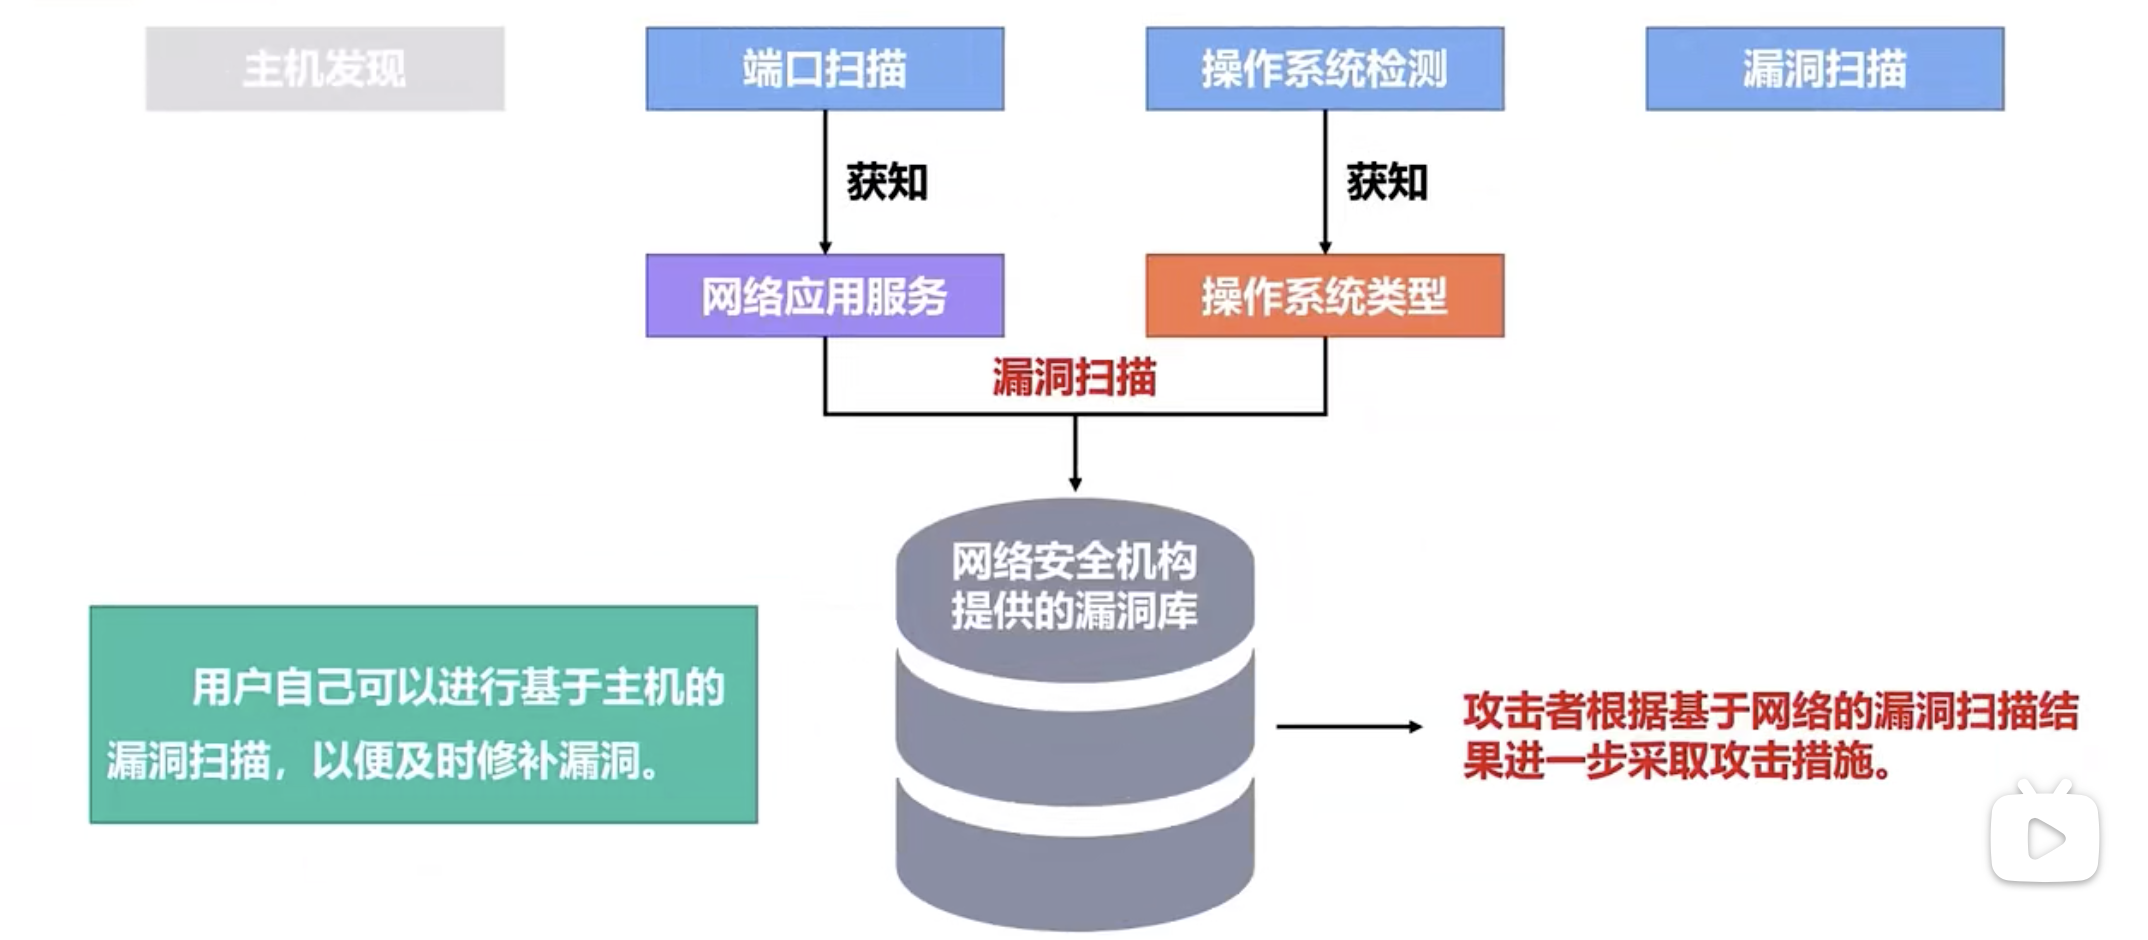 主机发现
端口扫描
操作系统检测
漏洞扫描
获知
获知
网络应用服务
操作系统类型
漏洞扫描
网络安全机构
提供的漏洞库
用户自己可以进行基于主机的
漏洞扫描，以便及时修补漏洞。
攻击者根据基于网络的漏洞扫描结
果进一步采取攻击措施。